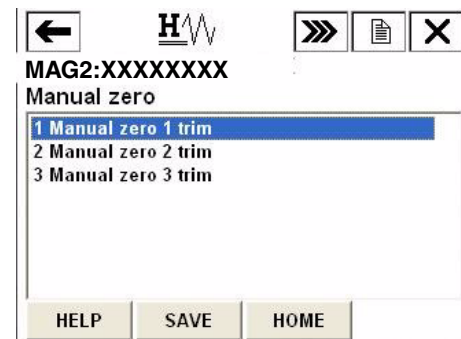 H
MAG2:XXXXXXXX
Manual zero
1 Manual zero 1 trim
2 Manual zero 2 trim
3 Manual zero 3 trim
HELP SAVE HOME